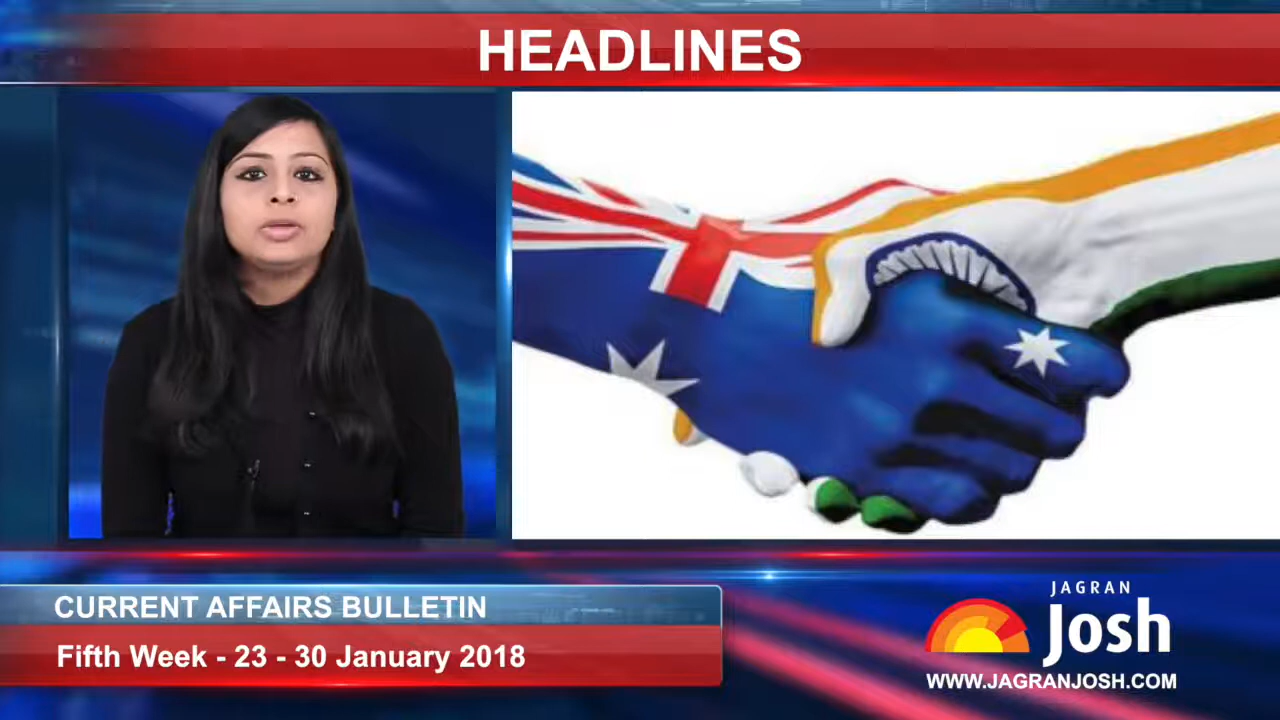 HEADLINES
CURRENT AFFAIRS BULLETIN
Fifth Week - 23 - 30 January 2018
JAGRAN
Josh
WWW.JAGRANJOSH.COM